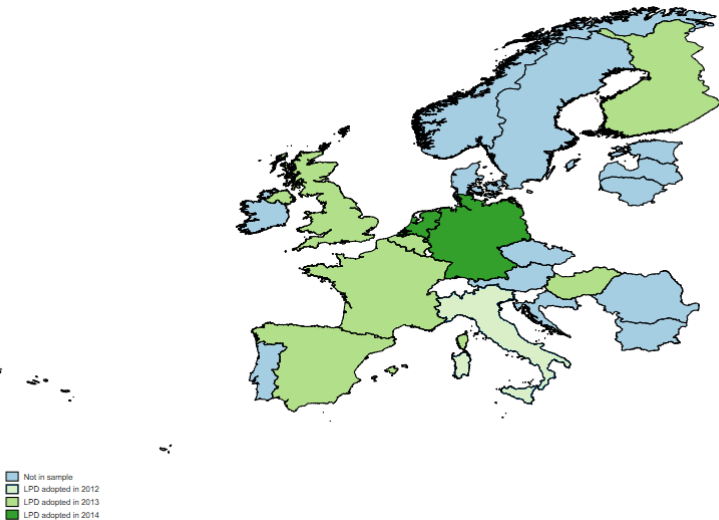 Not in sample
LPD adopted in 2012
LPD adopted in 2013
LPD adopted in 2014